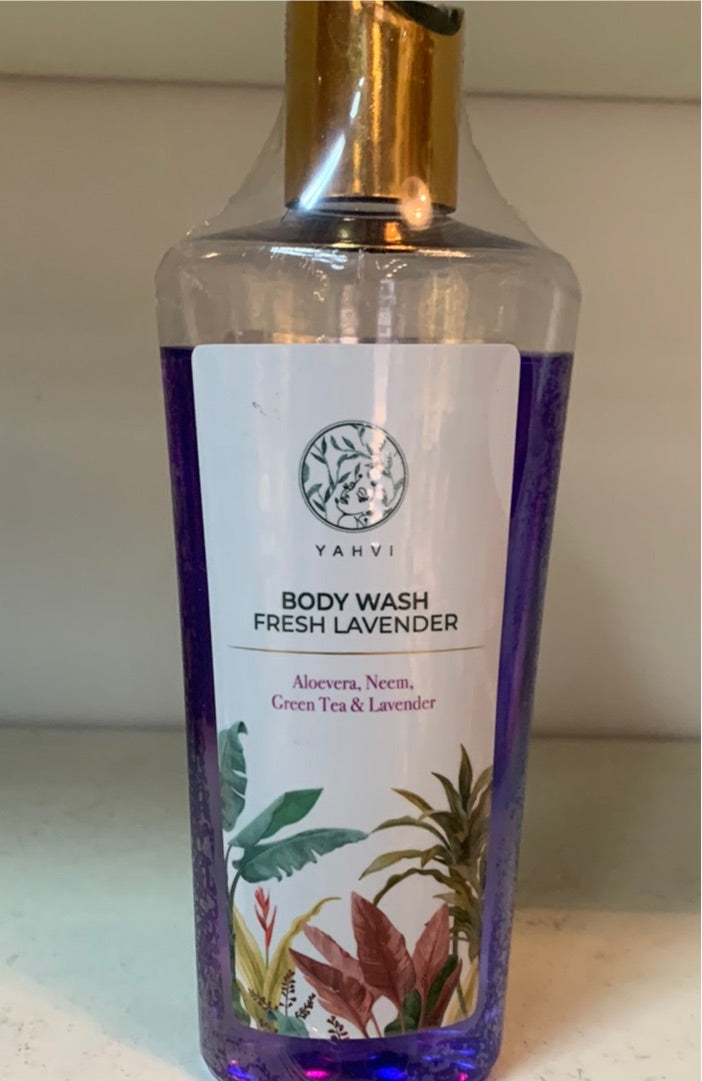 YAHVI
BODY WASH
FRESH LAVENDER
Aloevera, Neem,
Green Tea & Lavender